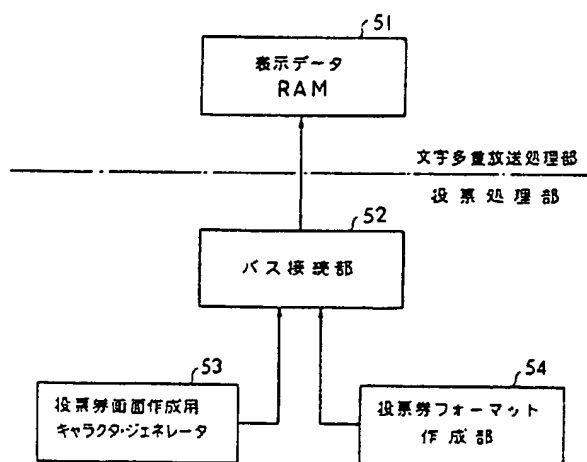 51
表示データ
RAM
文字多重放送処理部
投票処理部
52
バス接続部
53
投票券画面作成用
キャラクタ・ジェネレータ
54
投票券フォーマット
作成部